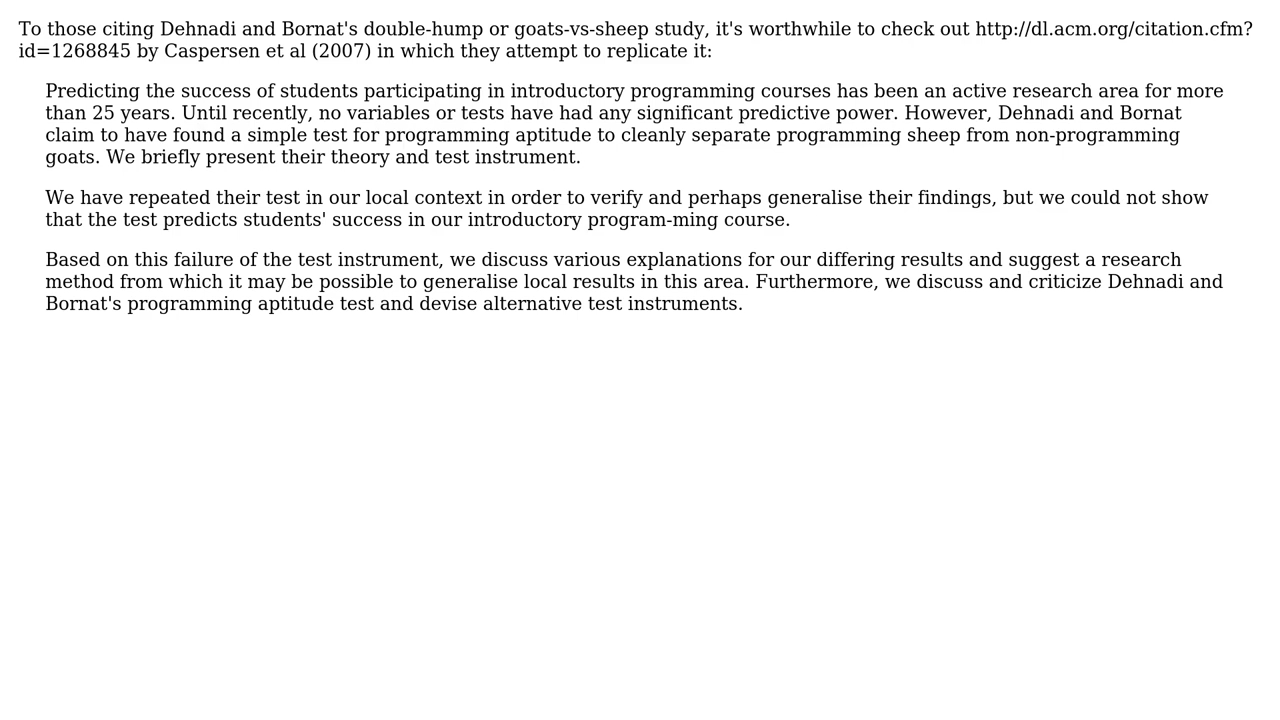 To those citing Dehnadi and Bornat's double-hump or goats-vs-sheep study, it's worthwhile to check out http://dl.acm.org/citation.cfm?
id=1268845 by Caspersen et al (2007) in which they attempt to replicate it:
Predicting the success of students participating in introductory programming courses has been an active research area for more
than 25 years. Until recently, no variables or tests have had any significant predictive power. However, Dehnadi and Bornat
claim to have found a simple test for programming aptitude to cleanly separate programming sheep from non-programming
goats. We briefly present their theory and test instrument.
We have repeated their test in our local context in order to verify and perhaps generalise their findings, but we could not show
that the test predicts students' success in our introductory program-ming course.
Based on this failure of the test instrument, we discuss various explanations for our differing results and suggest a research
method from which it may be possible to generalise local results in this area. Furthermore, we discuss and criticize Dehnadi and
Bornat's programming aptitude test and devise alternative test instruments.